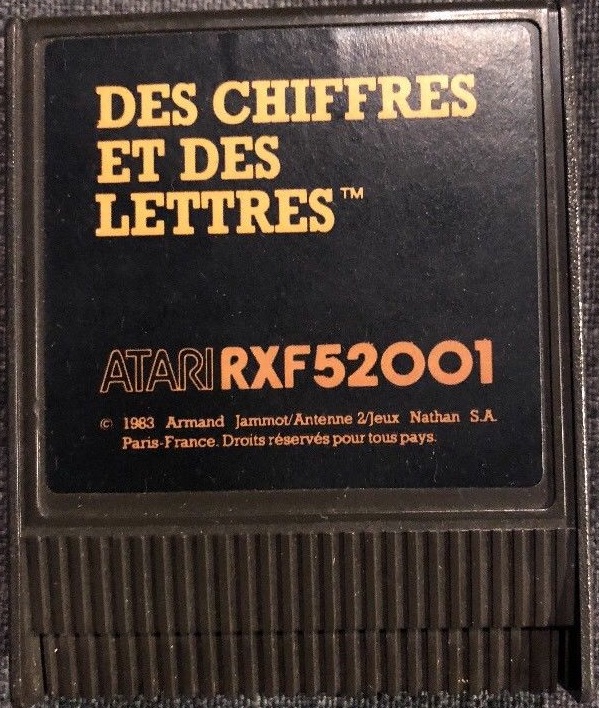 DES CHIFFRES
ET DES
LETTRES™
ATARI RXF52001
© 1983 Armand Jammot/Antenne 2/Jeux Nathan S.A.
Paris-France. Droits réservés pour tous pays.